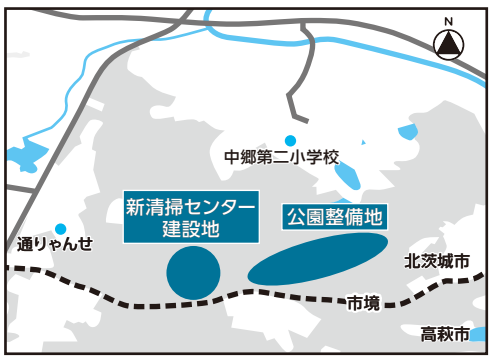 N
中郷第二小学校
新清掃センター
建設地
公園整備地
通りゃんせ
北茨城市
市境
高萩市